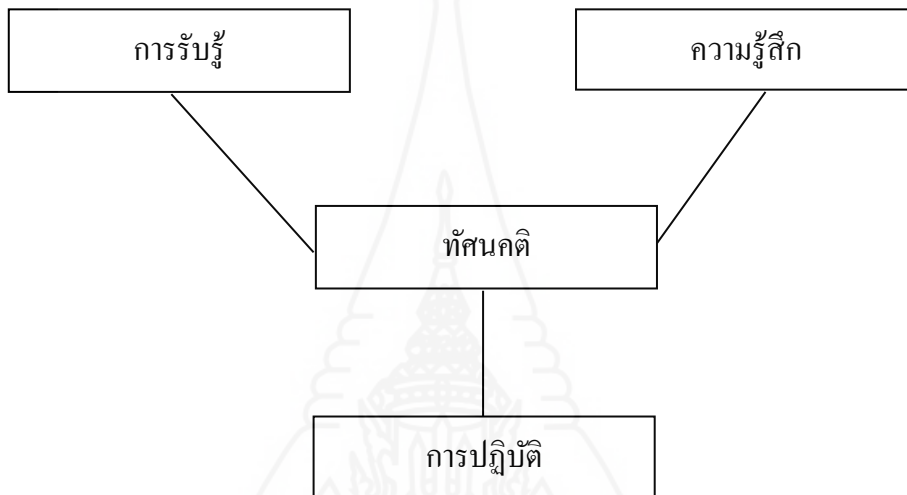 การรับรู้
ความรู้สึก
ทัศนคติ
การปฏิบัติ